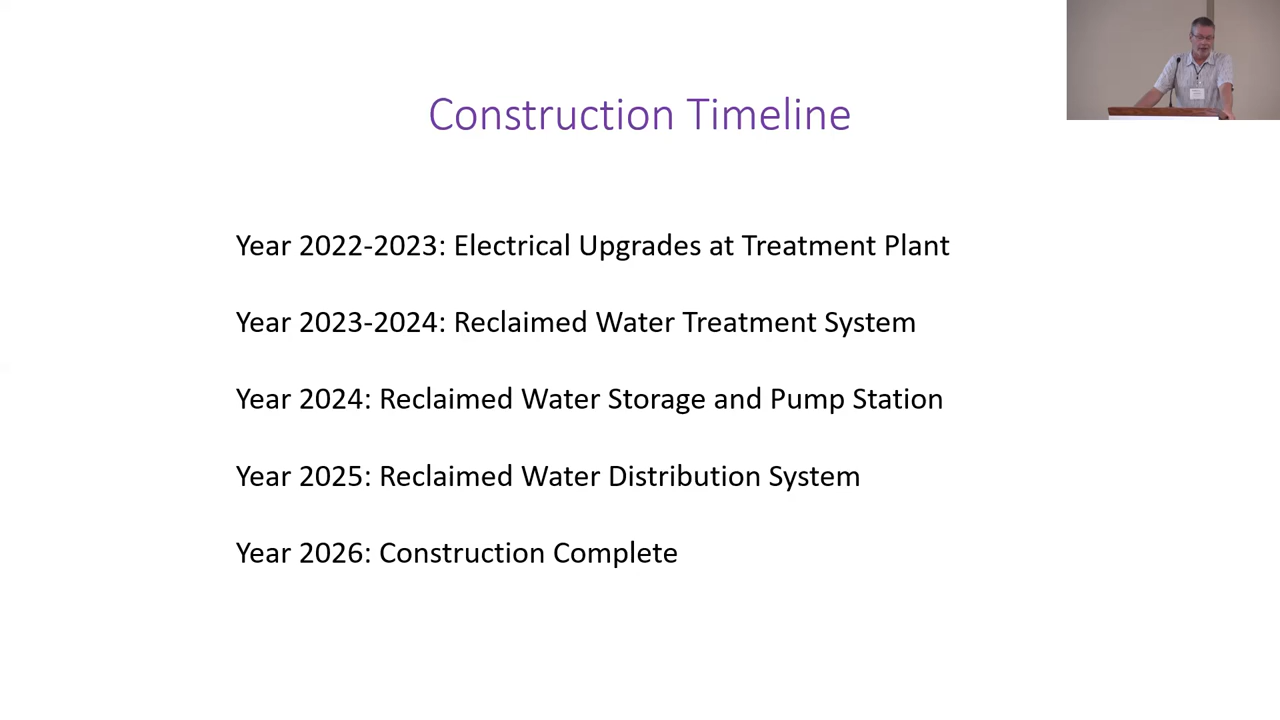 Construction Timeline
Year 2022-2023: Electrical Upgrades at Treatment Plant
Year 2023-2024: Reclaimed Water Treatment System
Year 2024: Reclaimed Water Storage and Pump Station
Year 2025: Reclaimed Water Distribution System
Year 2026: Construction Complete